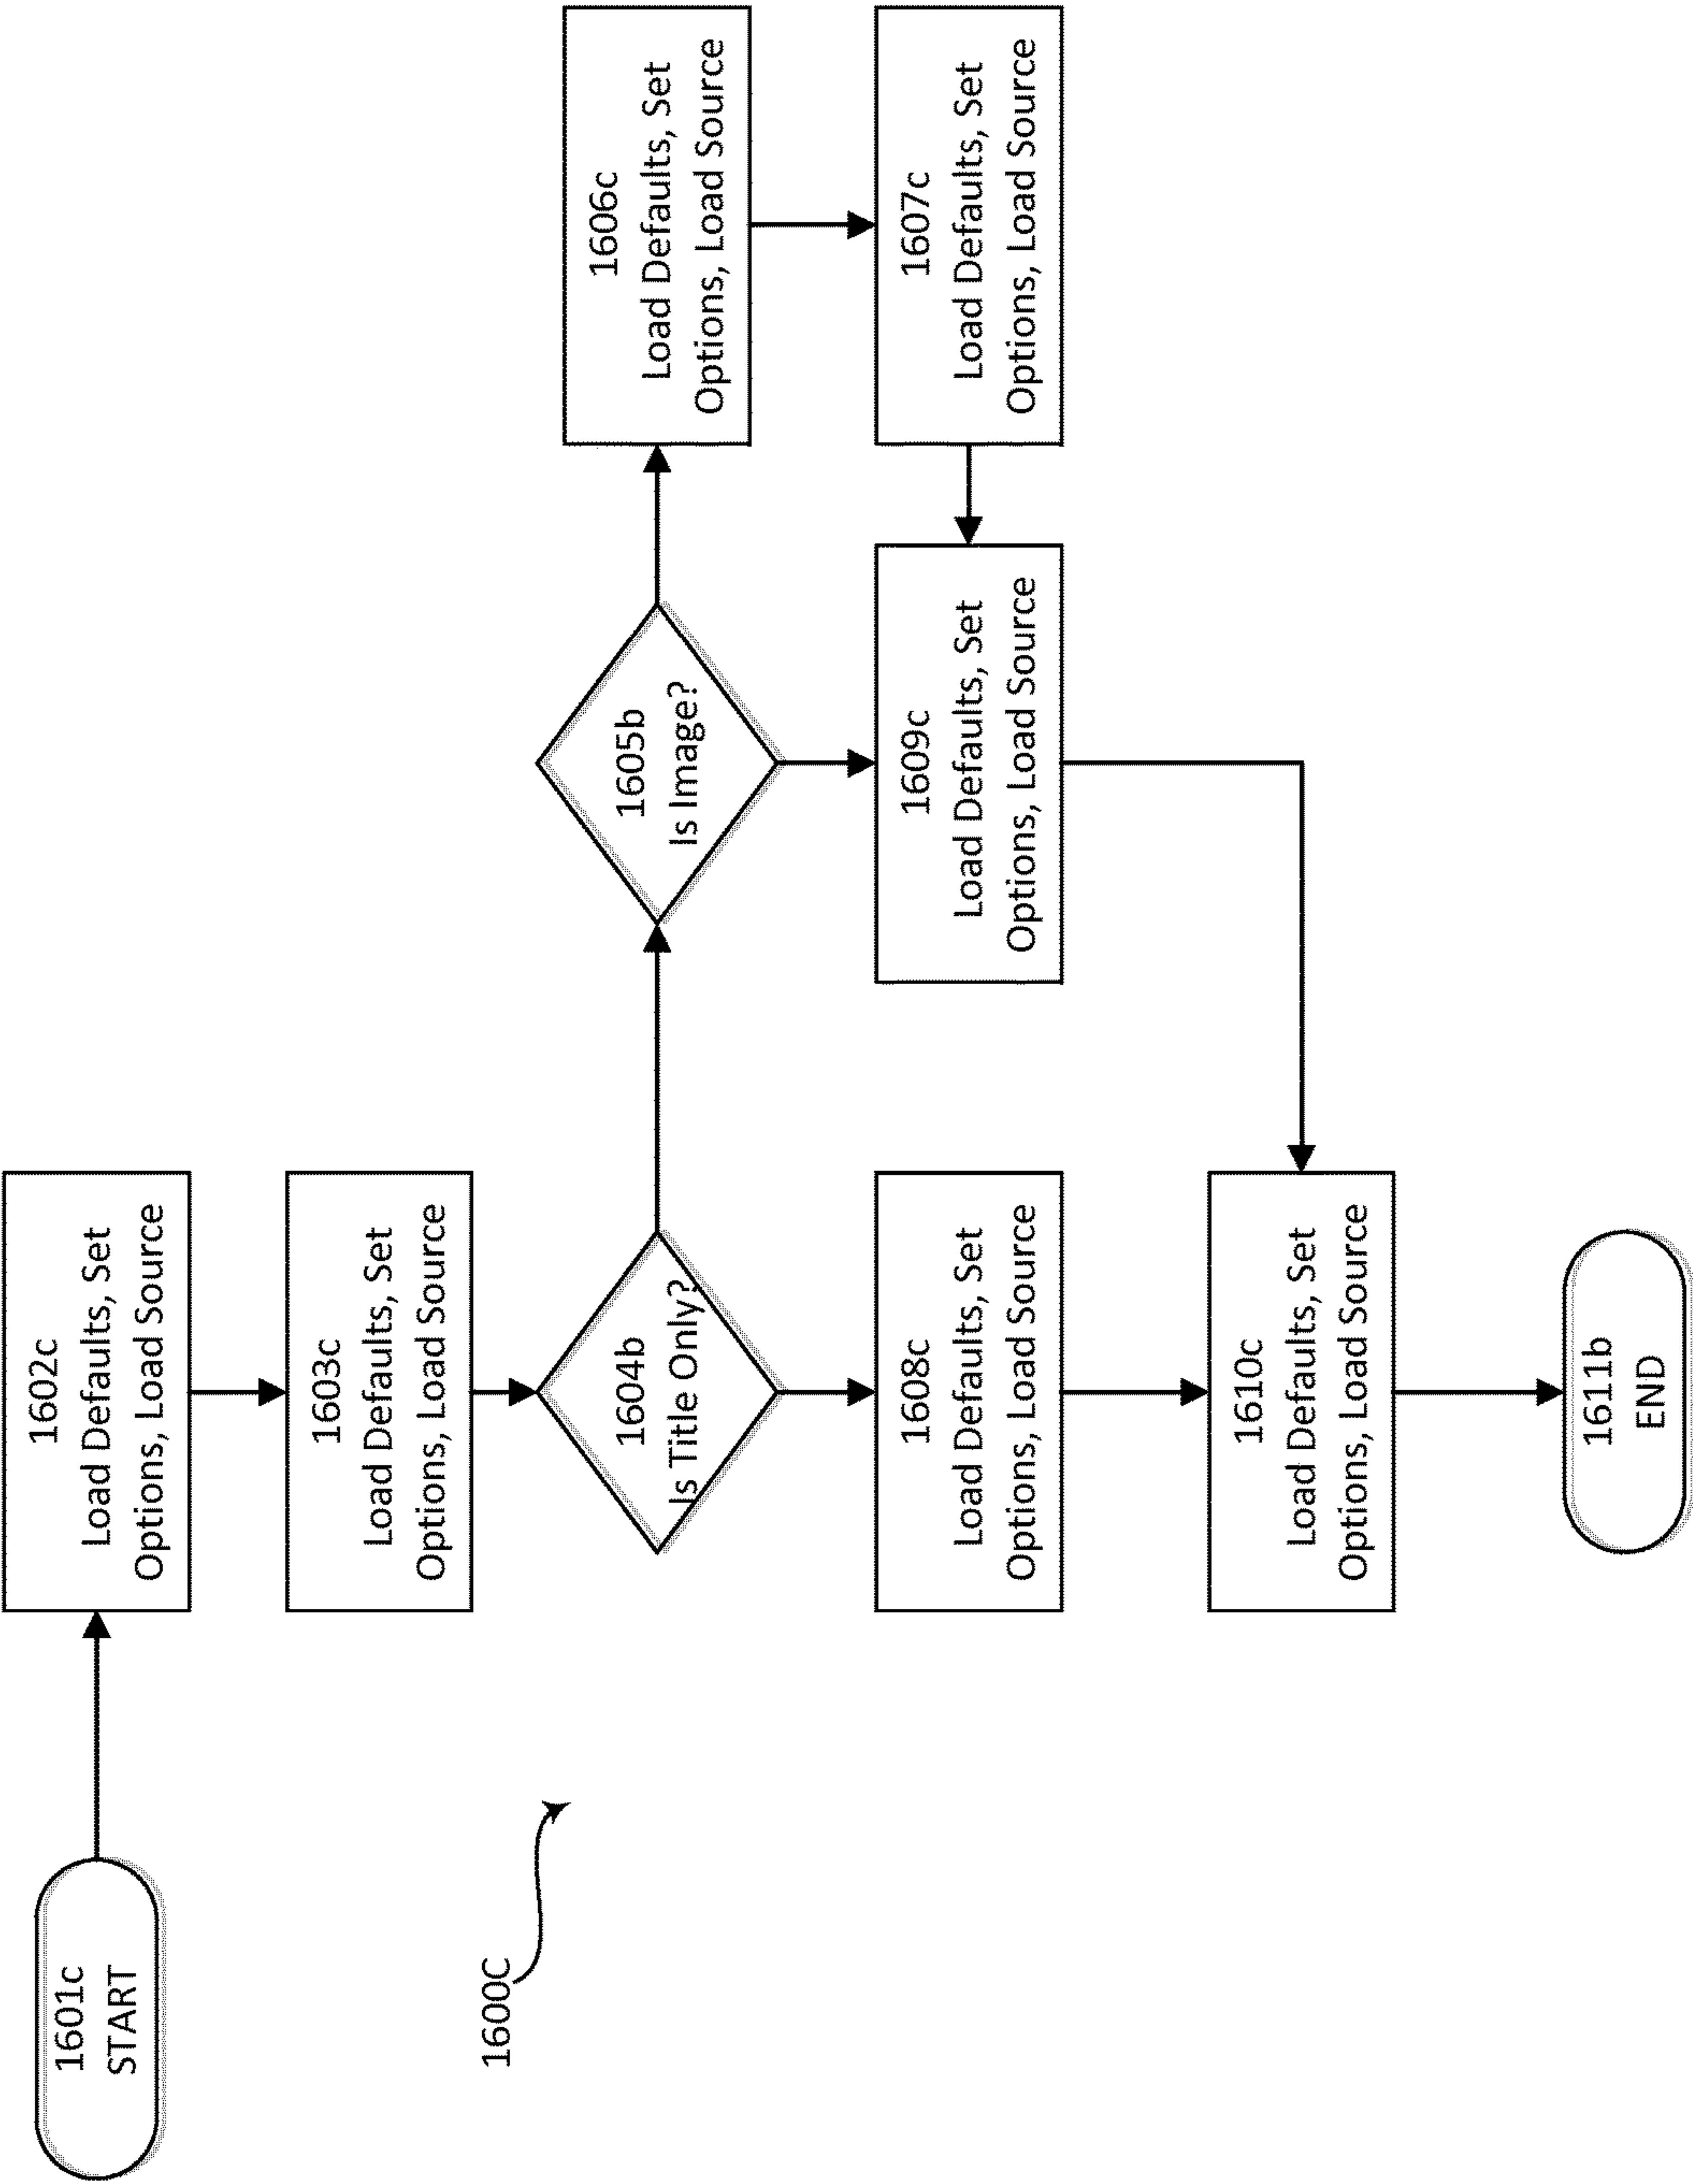 1601c
START
1602c
Load Defaults, Set
Options, Load Source
1603c
Load Defaults, Set
Options, Load Source
1604b
Is Title Only?
1605b
Is Image?
1606c
Load Defaults, Set
Options, Load Source
1607c
Load Defaults, Set
Options, Load Source
1608c
Load Defaults, Set
Options, Load Source
1609c
Load Defaults, Set
Options, Load Source
1610c
Load Defaults, Set
Options, Load Source
1611b
END
1600C